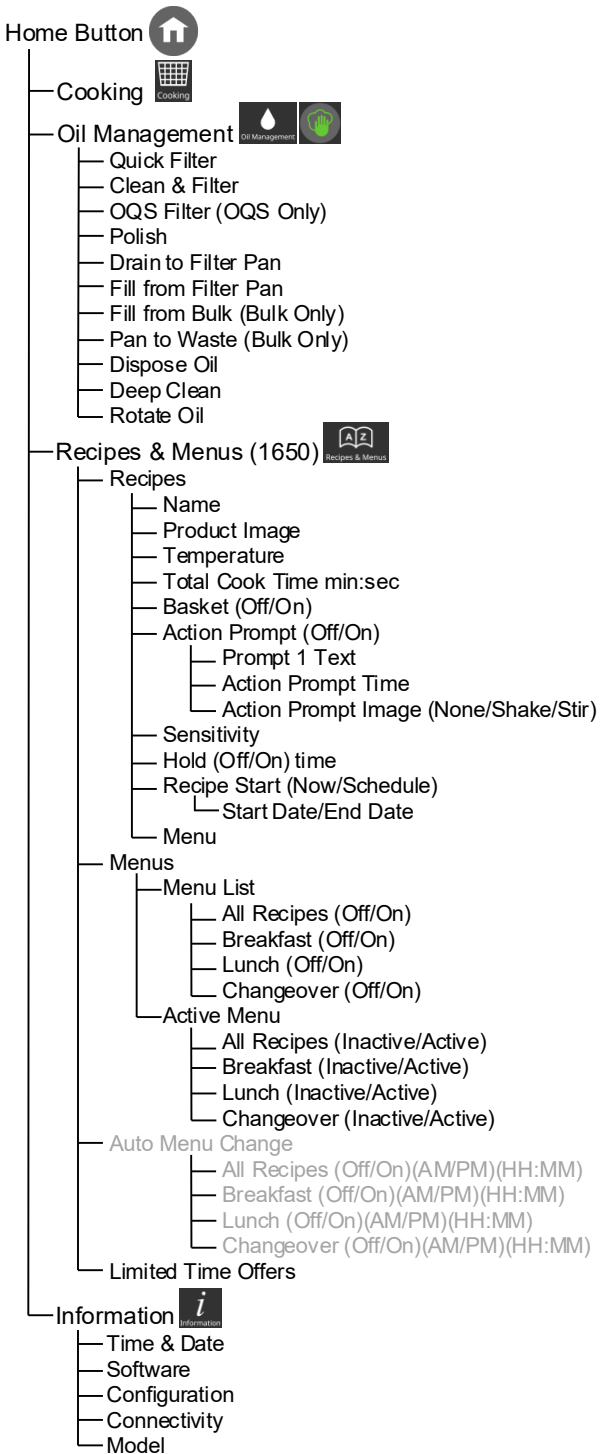 Home Button
Cooking
Cooking
Oil Management
Oil Management
Quick Filter
Clean & Filter
OQS Filter (OQS Only)
Polish
Drain to Filter Pan
Fill from Filter Pan
Fill from Bulk (Bulk Only)
Pan to Waste (Bulk Only)
Dispose Oil
Deep Clean
Rotate Oil
Recipes & Menus (1650)
A Z
Recipes & Menus
Recipes
Name
Product Image
Temperature
Total Cook Time min:sec
Basket (Off/On)
Action Prompt (Off/On)
Prompt 1 Text
Action Prompt Time
Action Prompt Image (None/Shake/Stir)
Sensitivity
Hold (Off/On) time
Recipe Start (Now/Schedule)
Start Date/End Date
Menu
Menus
Menu List
All Recipes (Off/On)
Breakfast (Off/On)
Lunch (Off/On)
Changeover (Off/On)
Active Menu
All Recipes (Inactive/Active)
Breakfast (Inactive/Active)
Lunch (Inactive/Active)
Changeover (Inactive/Active)
Auto Menu Change
All Recipes (Off/On)(AM/PM)(HH:MM)
Breakfast (Off/On)(AM/PM)(HH:MM)
Lunch (Off/On)(AM/PM)(HH:MM)
Changeover (Off/On)(AM/PM)(HH:MM)
Limited Time Offers
Information
i
Information
Time & Date
Software
Configuration
Connectivity
Model